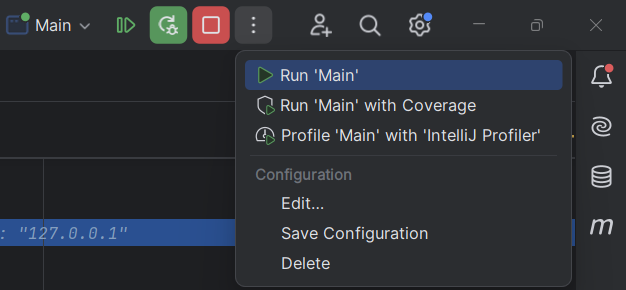 Main
Run 'Main'
Run 'Main' with Coverage
Profile 'Main' with 'IntelliJ Profiler'
Configuration
: "127.0.0.1"
Edit...
Save Configuration
Delete
m